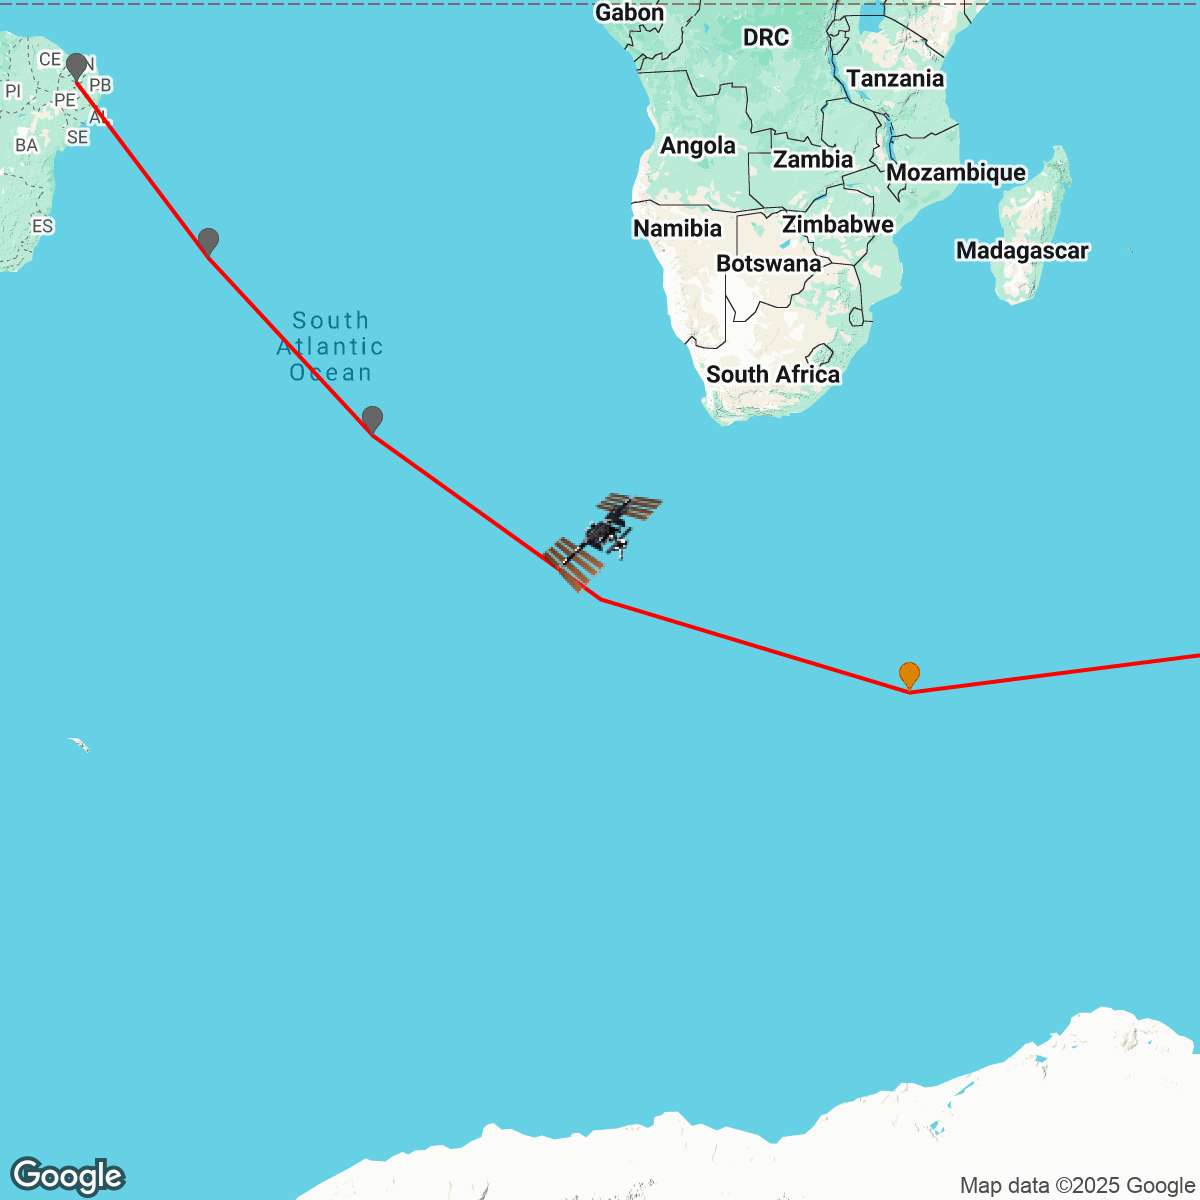 Gabon
DRC
CE
N
Tanzania
PI
PB
PE
AL
SE
BA
Angola
Zambia
Mozambique
ES
Namibia
Zimbabwe
Botswana
Madagascar
South
Atlantic
Ocean
South Africa
Google
Map data ©2025 Google